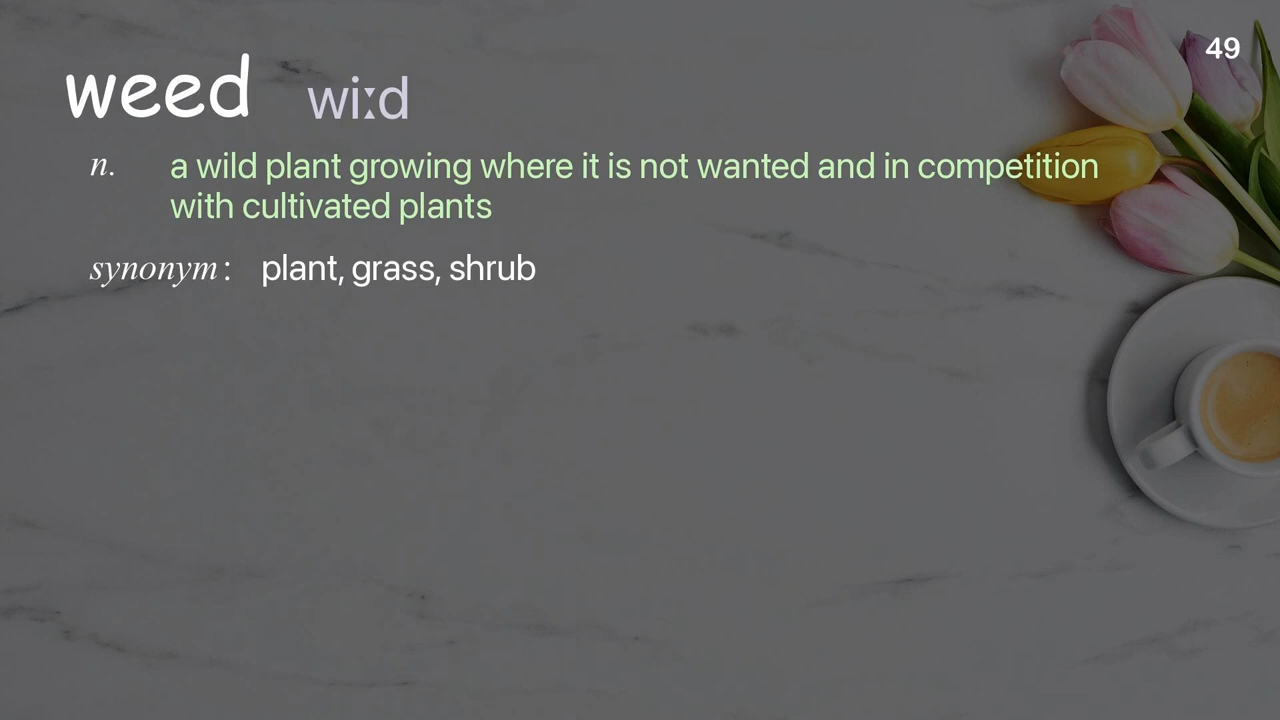 49
weed wiːd
n. a wild plant growing where it is not wanted and in competition
with cultivated plants
synonym: plant, grass, shrub